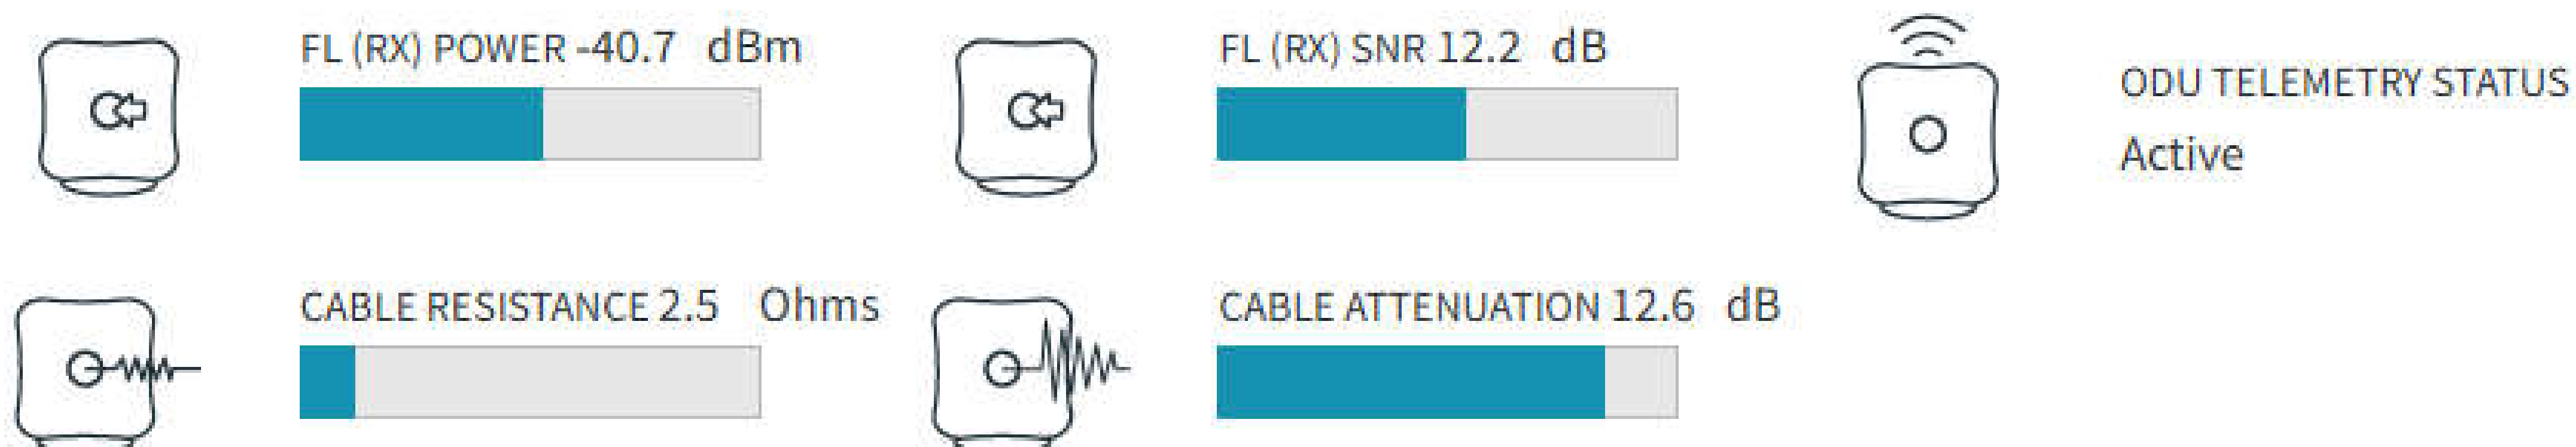 FL (RX) POWER -40.7 dBm
FL (RX) SNR 12.2 dB
ODU TELEMETRY STATUS
Active
CABLE RESISTANCE 2.5 Ohms
CABLE ATTENUATION 12.6 dB